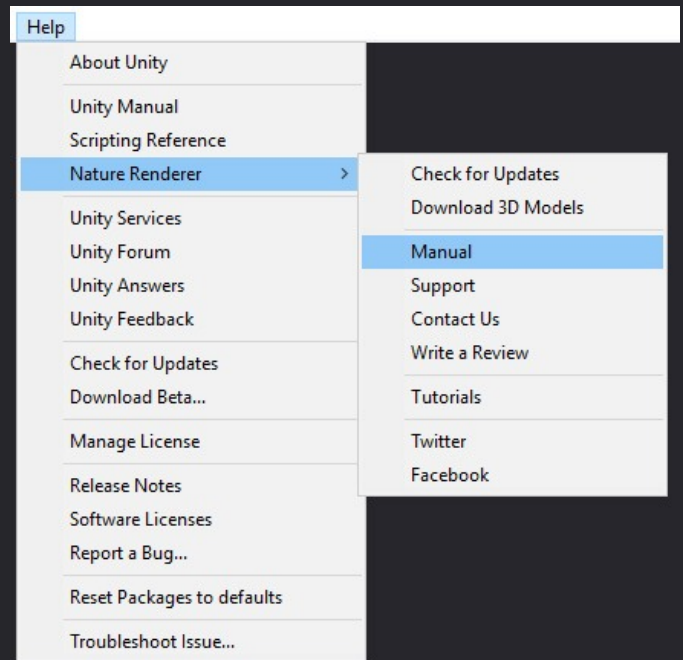 Help
About Unity
Unity Manual
Scripting Reference
Nature Renderer
Unity Services
Unity Forum
Unity Answers
Unity Feedback
Check for Updates
Download Beta...
Manage License
Release Notes
Software Licenses
Report a Bug...
Reset Packages to defaults
Troubleshoot Issue...
Check for Updates
Download 3D Models
Manual
Support
Contact Us
Write a Review
Tutorials
Twitter
Facebook